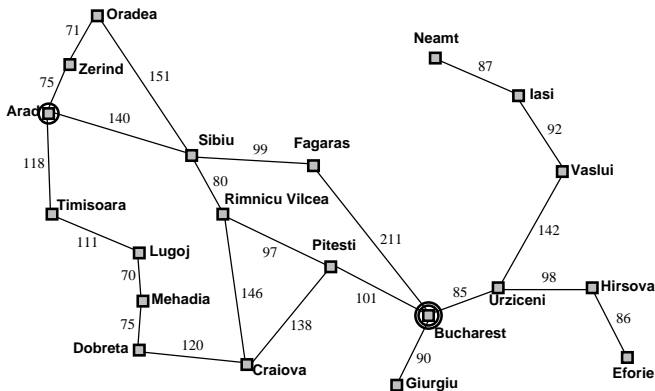 Oradea
71
Neamt
Zerind
87
75
151
Iasi
Arad
140
92
Sibiu
Fagaras
99
118
Vaslui
80
Rimnicu Vilcea
Timisoara
142
111
Pitesti
211
Lugoj
97
70
98
Hirsova
85
146
101
Urziceni
Mehadia
138
86
75
Bucharest
120
Dobreta
90
Craiova
Eforie
Giurgiu